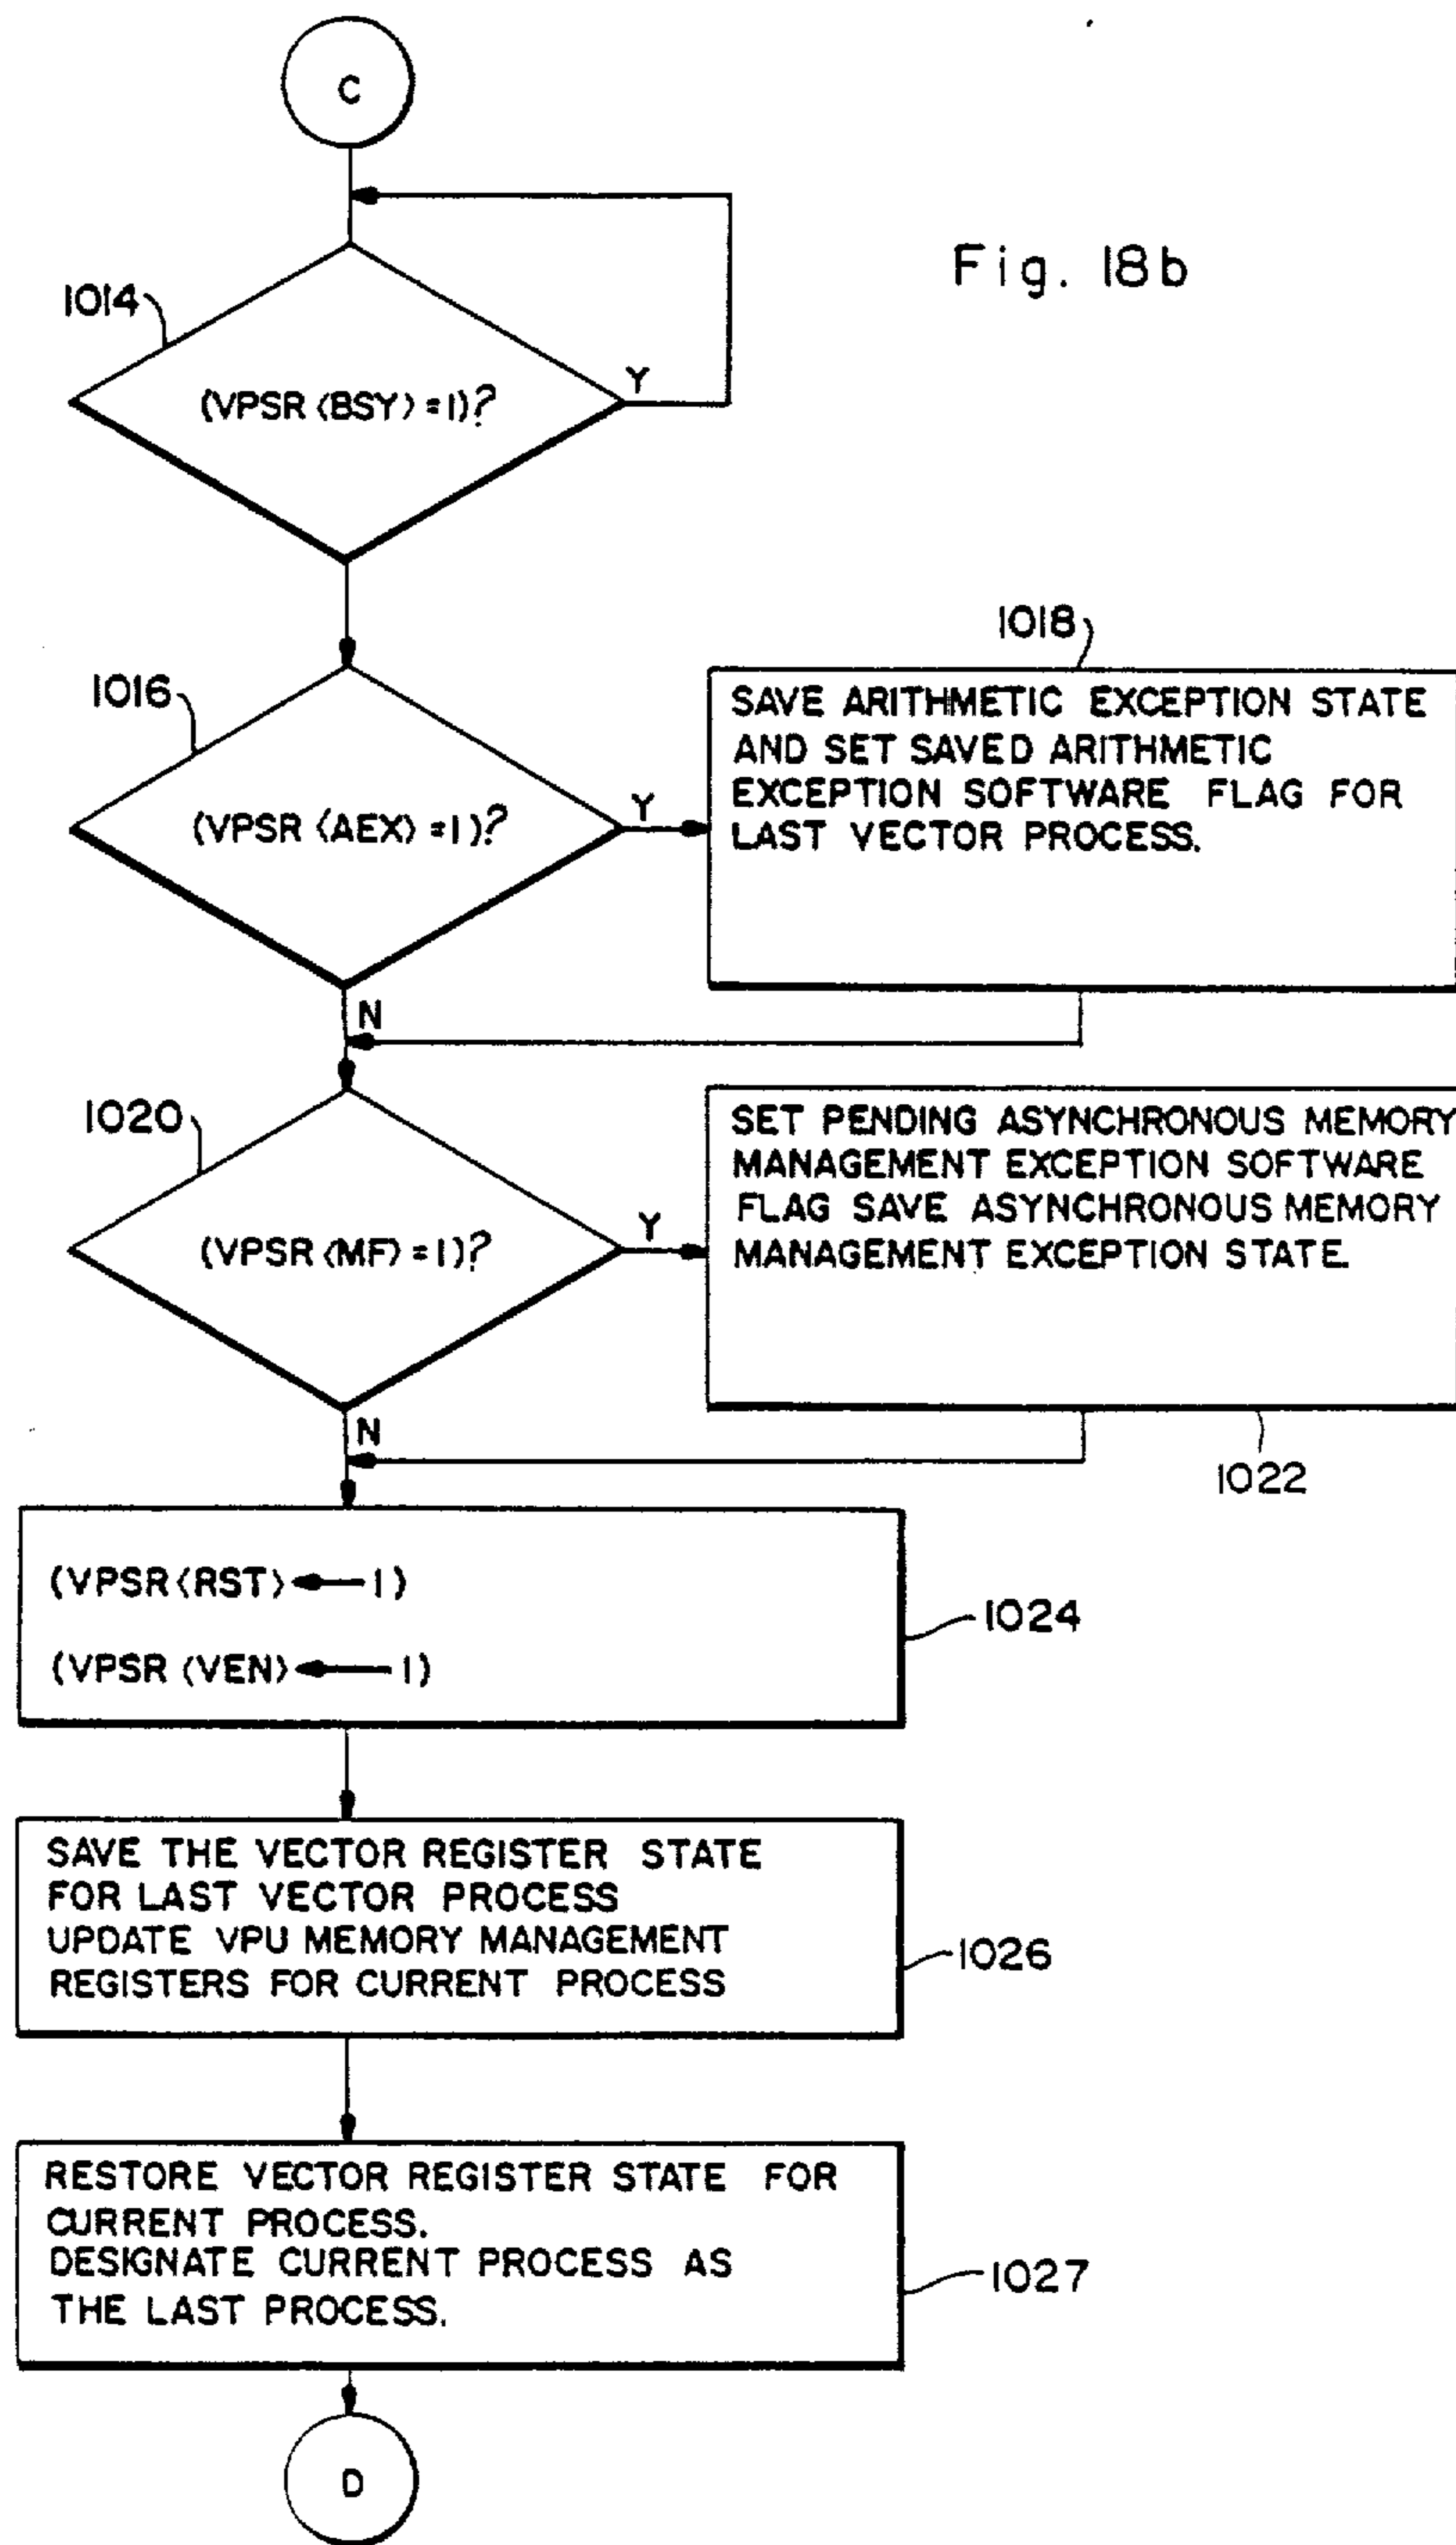 C
Fig. 18b
1014
(VPSR <BSY> = 1)?
Y
1018
1016
(VPSR <AEX> = 1)?
Y
SAVE ARITHMETIC EXCEPTION STATE
AND SET SAVED ARITHMETIC
EXCEPTION SOFTWARE FLAG FOR
LAST VECTOR PROCESS.
N
1020
(VPSR <MF> = 1)?
Y
SET PENDING ASYNCHRONOUS MEMORY
MANAGEMENT EXCEPTION SOFTWARE
FLAG SAVE ASYNCHRONOUS MEMORY
MANAGEMENT EXCEPTION STATE.
N
1022
(VPSR <RST> ← 1)
1024
(VPSR <VEN> ← 1)
SAVE THE VECTOR REGISTER STATE
FOR LAST VECTOR PROCESS
UPDATE VPU MEMORY MANAGEMENT
REGISTERS FOR CURRENT PROCESS
1026
RESTORE VECTOR REGISTER STATE FOR
CURRENT PROCESS.
DESIGNATE CURRENT PROCESS AS
THE LAST PROCESS.
1027
D